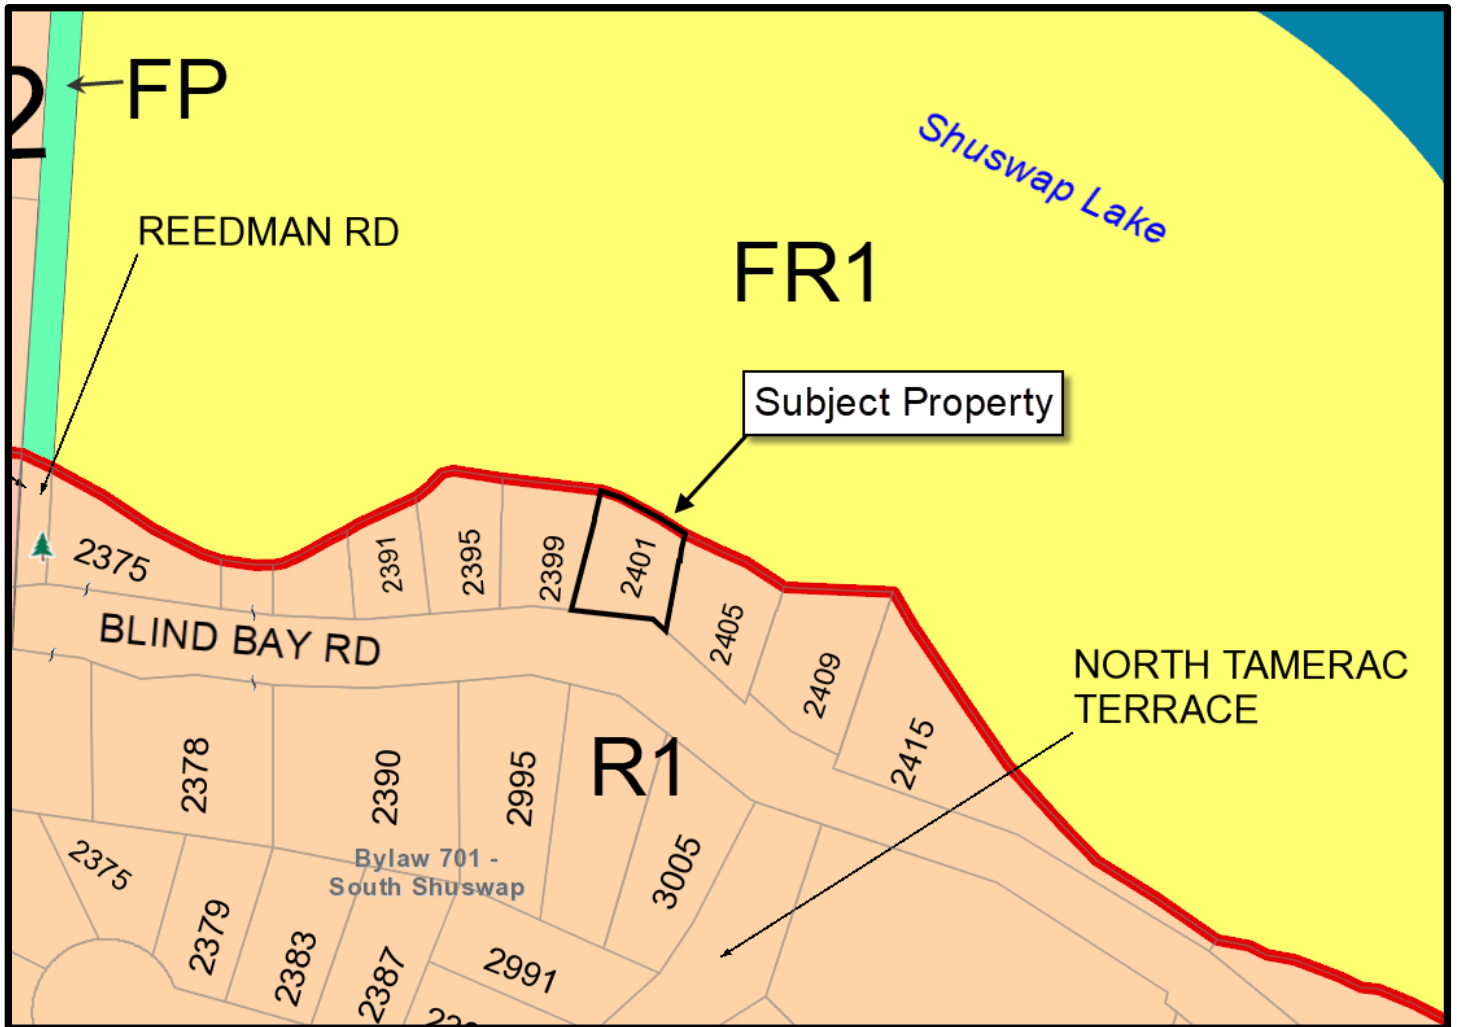 FP
2
REEDMAN RD
Shuswap Lake
FR1
Subject Property
2375
2391
2395
2399
2401
2405
2409
2415
BLIND BAY RD
NORTH TAMERAC
TERRACE
R1
2378
2390
2995
3005
Bylaw 701 -
South Shuswap
2375
2379
2383
2387
2991